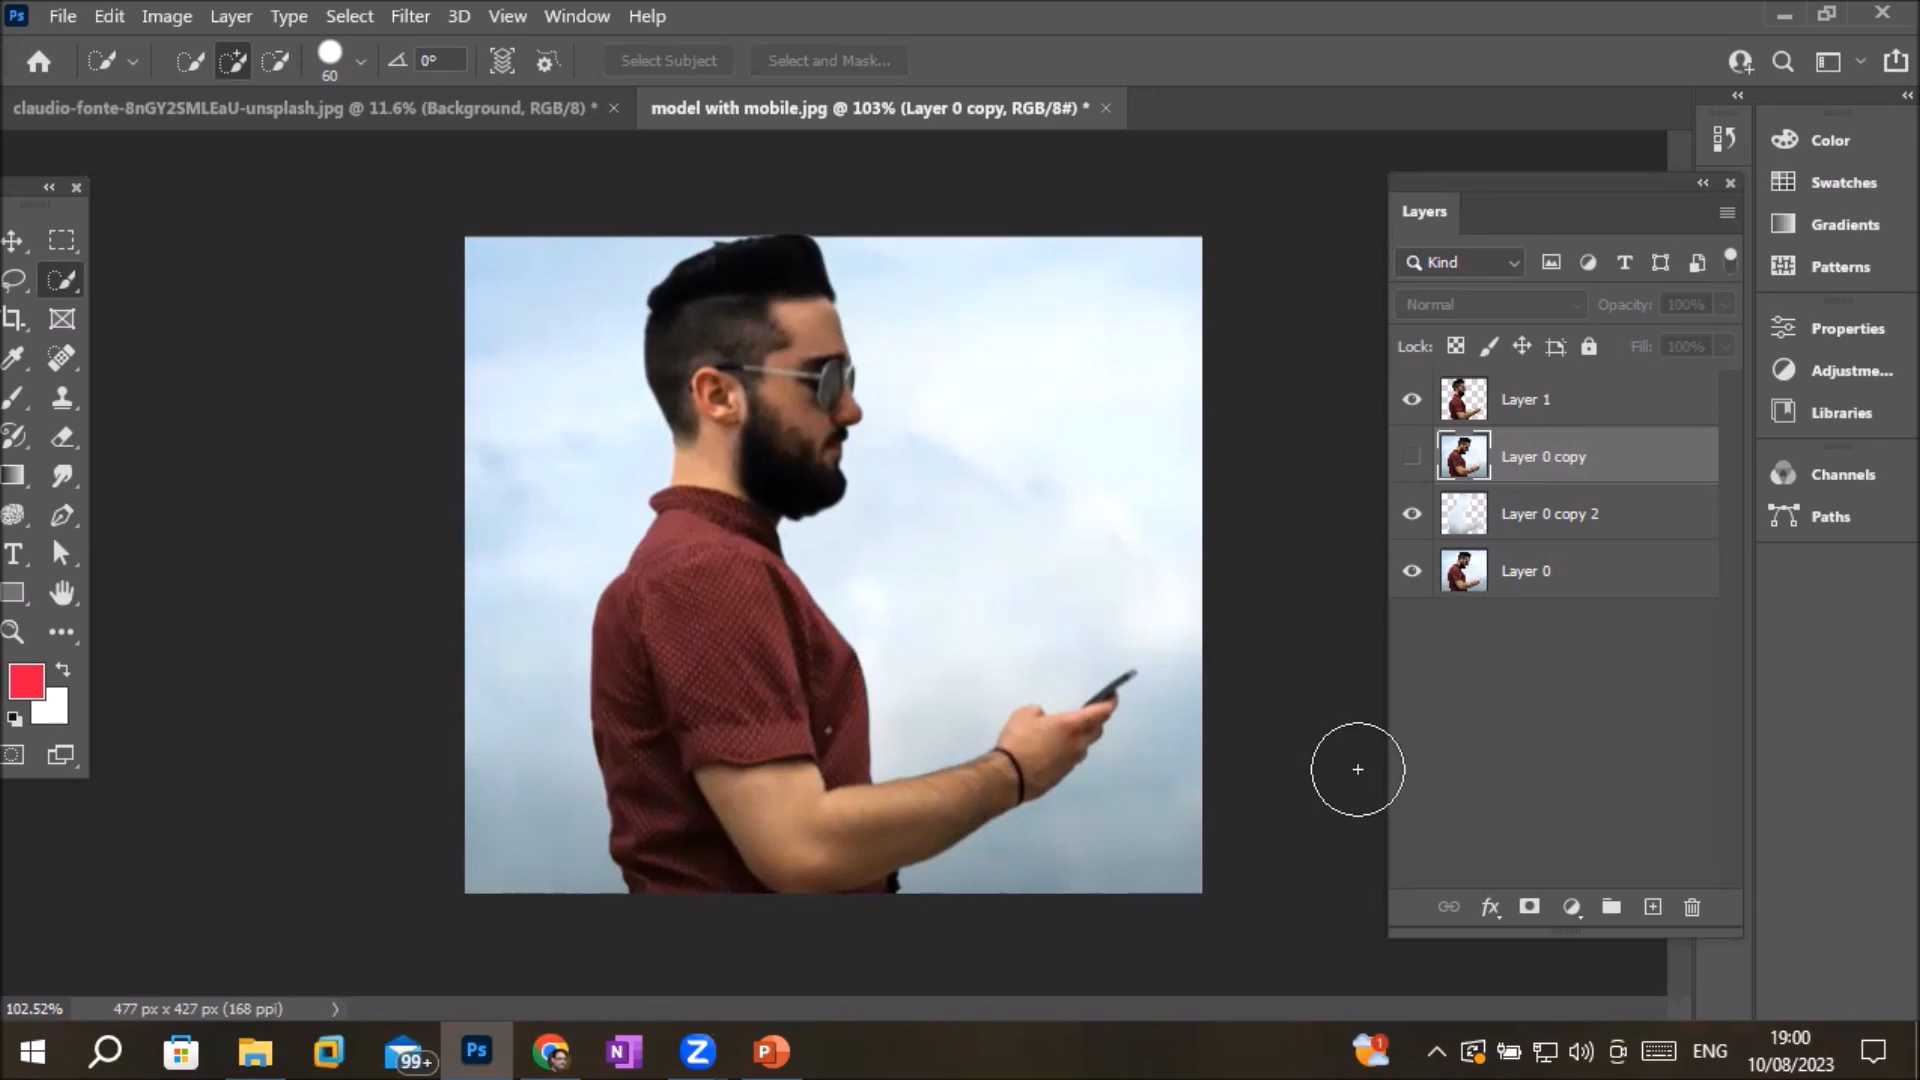 Ps File Edit Image Layer Type Select Filter 3D View Window Help
60 0° Select Subject Select and Mask...
claudio-fonte-8nGY2SMLEaU-unsplash.jpg @ 11.6% (Background, RGB/8) *
model with mobile.jpg @ 103% (Layer 0 copy, RGB/8#) *
Layers
Kind
Normal Opacity: 100%
Lock: Fill: 100%
Layer 1
Layer 0 copy
Layer 0 copy 2
Layer 0
fx
Color
Swatches
Gradients
Patterns
Properties
Adjustme...
Libraries
Channels
Paths
T
102.52% 477 px x 427 px (168 ppi)
99+ Ps N Z P 1 ENG
19:00
10/08/2023